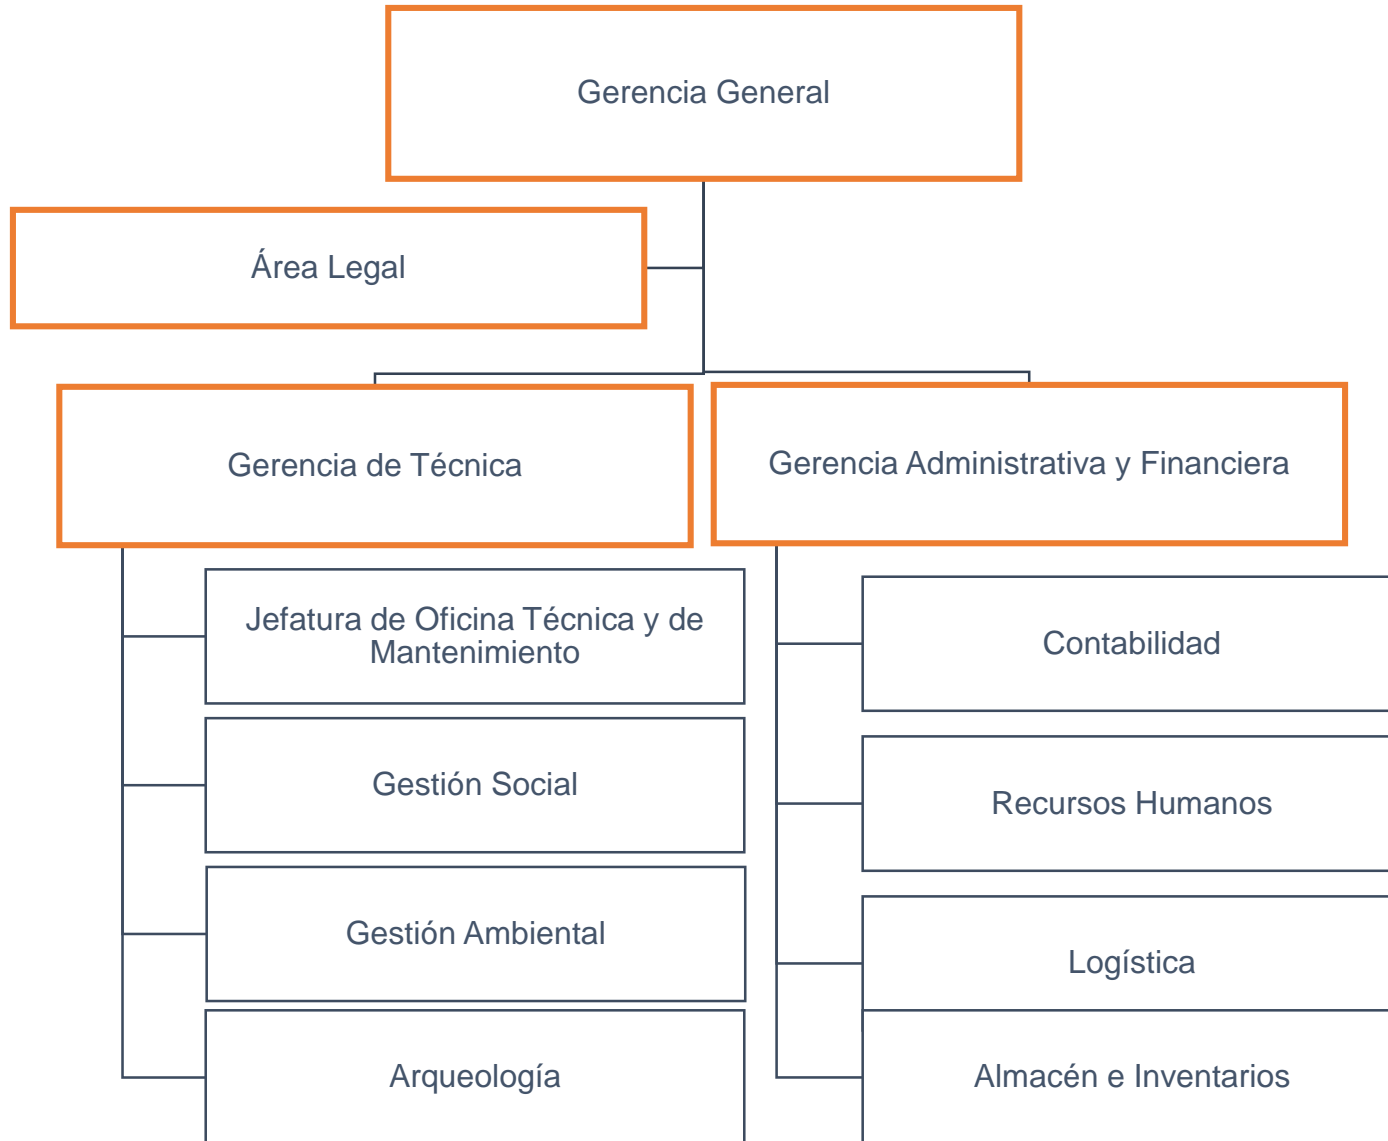 Gerencia General
Área Legal
Gerencia de Técnica
Gerencia Administrativa y Financiera
Jefatura de Oficina Técnica y de
Mantenimiento
Gestión Social
Gestión Ambiental
Arqueología
Contabilidad
Recursos Humanos
Logística
Almacén e Inventarios